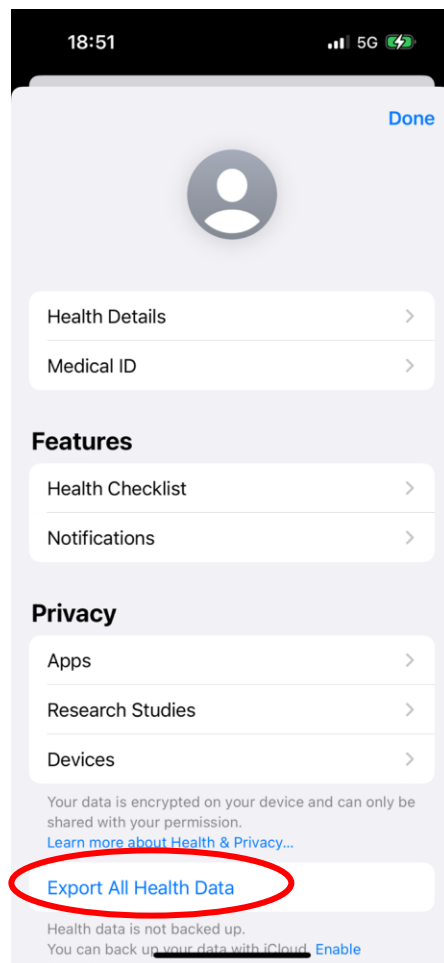 18:51 5G
Done
Health Details
Medical ID
Features
Health Checklist
Notifications
Privacy
Apps
Research Studies
Devices
Your data is encrypted on your device and can only be
shared with your permission.
Learn more about Health & Privacy...
Export All Health Data
Health data is not backed up.
You can back up your data with iCloud. Enable